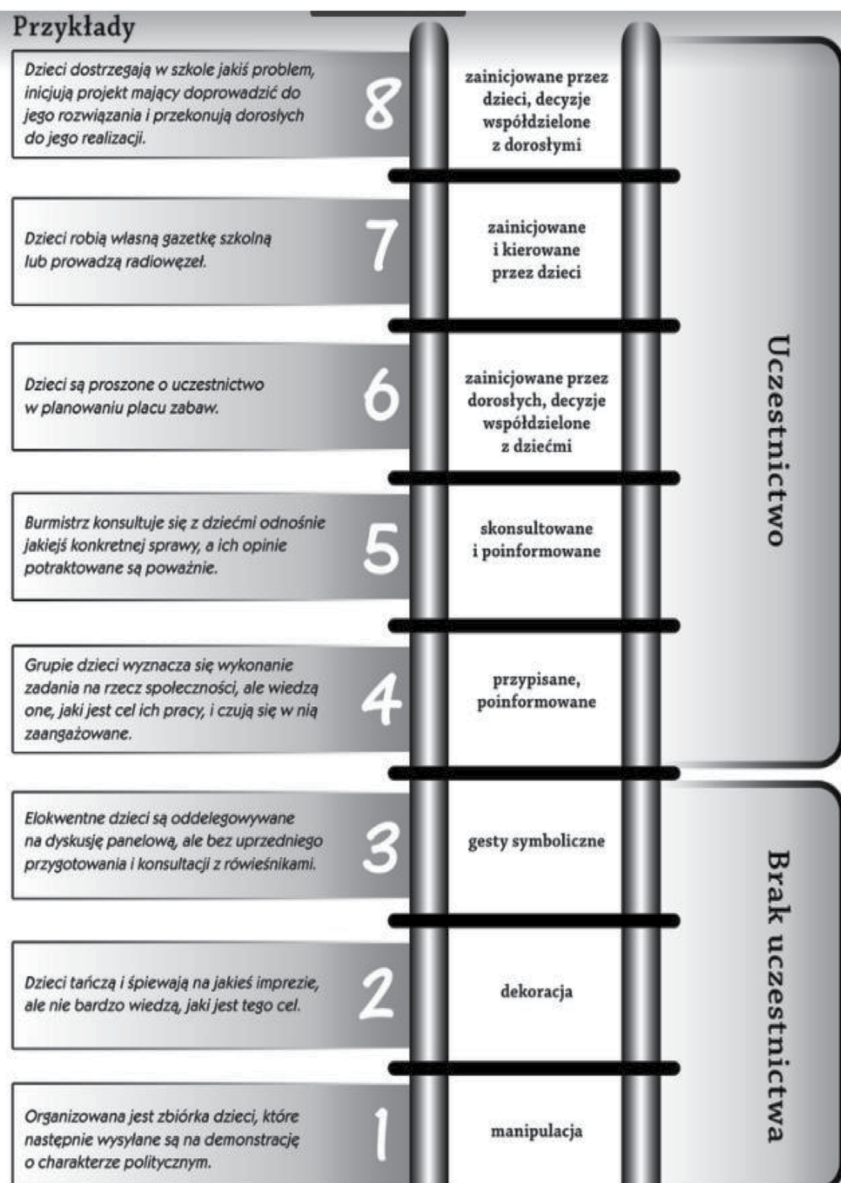 Przykłady
Dzieci dostrzegają w szkole jakiś problem,
inicjują projekt mający doprowadzić do
jego rozwiązania i przekonują dorosłych
do jego realizacji.
8
zainicjowane przez
dzieci, decyzje
współdzielone
z dorosłymi
Dzieci robią własną gazetkę szkolną
lub prowadzą radiowęzeł.
7
zainicjowane
i kierowane
przez dzieci
Dzieci są proszone o uczestnictwo
w planowaniu placu zabaw.
6
zainicjowane przez
dorosłych, decyzje
współdzielone
z dziećmi
Burmistrz konsultuje się z dziećmi odnośnie
jakiejś konkretnej sprawy, a ich opinie
potraktowane są poważnie.
5
skonsultowane
i poinformowane
Grupie dzieci wyznacza się wykonanie
zadania na rzecz społeczności, ale wiedzą
one, jaki jest cel ich pracy, i czują się w nią
zaangażowane.
4
przypisane,
poinformowane
Uczestnictwo
Elokwentne dzieci są oddelegowywane
na dyskusję panelową, ale bez uprzedniego
przygotowania i konsultacji z rówieśnikami.
3
gesty symboliczne
Dzieci tańczą i śpiewają na jakieś imprezie,
ale nie bardzo wiedzą, jaki jest tego cel.
2
dekoracja
Organizowana jest zbiórka dzieci, które
następnie wysyłane są na demonstrację
o charakterze politycznym.
1
manipulacja
Brak uczestnictwa